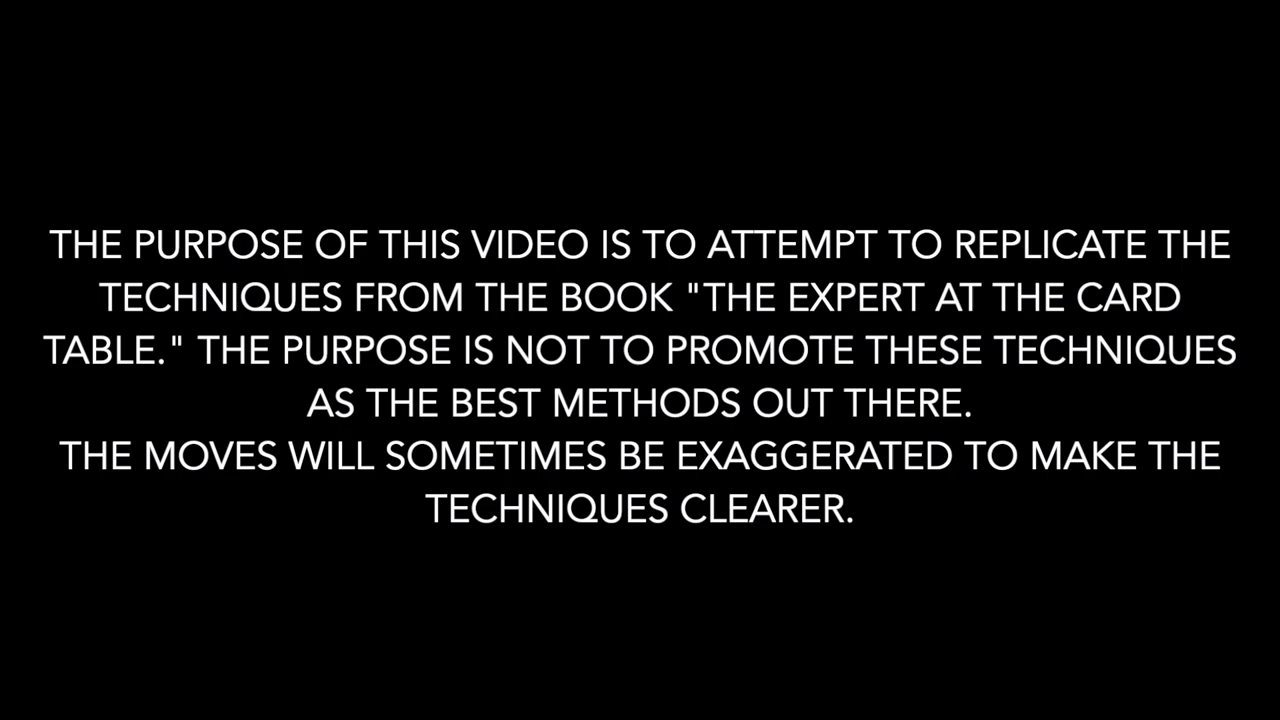 THE PURPOSE OF THIS VIDEO IS TO ATTEMPT TO REPLICATE THE
TECHNIQUES FROM THE BOOK "THE EXPERT AT THE CARD
TABLE." THE PURPOSE IS NOT TO PROMOTE THESE TECHNIQUES
AS THE BEST METHODS OUT THERE.
THE MOVES WILL SOMETIMES BE EXAGGERATED TO MAKE THE
TECHNIQUES CLEARER.